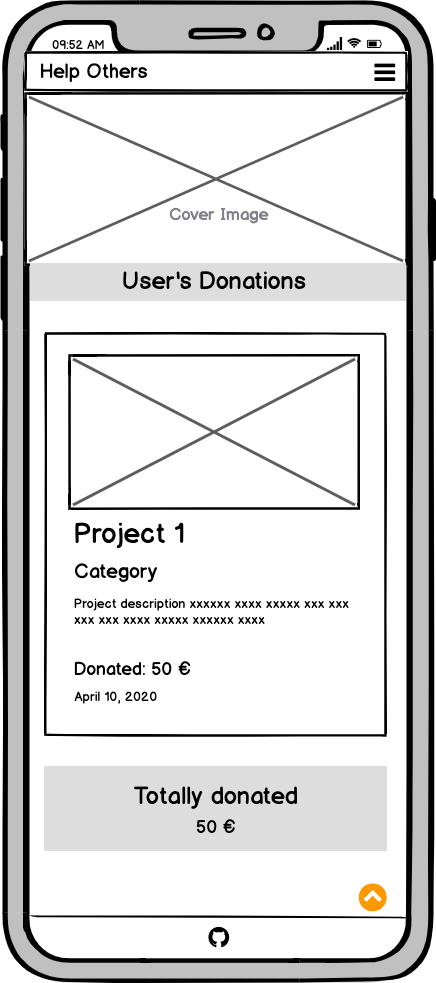 09:52 AM
Help Others
Cover Image
User's Donations
Project 1
Category
Project description xxxxxx xxxx xxxxx xxx xxx
xxx xxx xxxx xxxxx xxxxxx xxxx
Donated: 50 €
April 10, 2020
Totally donated
50 €